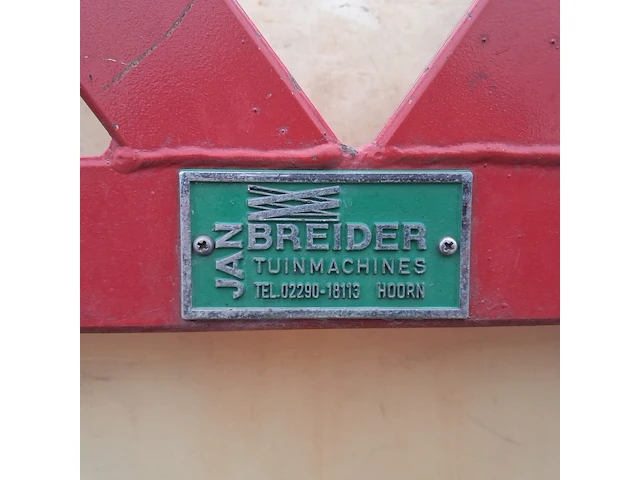 JAN
BREIDER
TUINMACHINES
TEL.02290-18113 HOORN